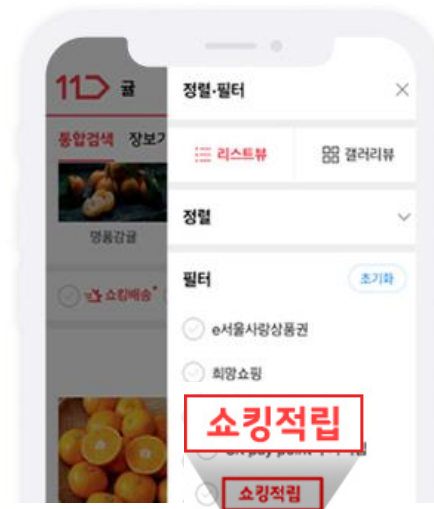 11
귤
통합검색 장보기
명품감귤
쇼킹배송
정렬·필터
리스트뷰
갤러리뷰
정렬
필터
초기화
e서울사랑상품권
희망쇼핑
쇼킹적립
pay point
쇼킹적립